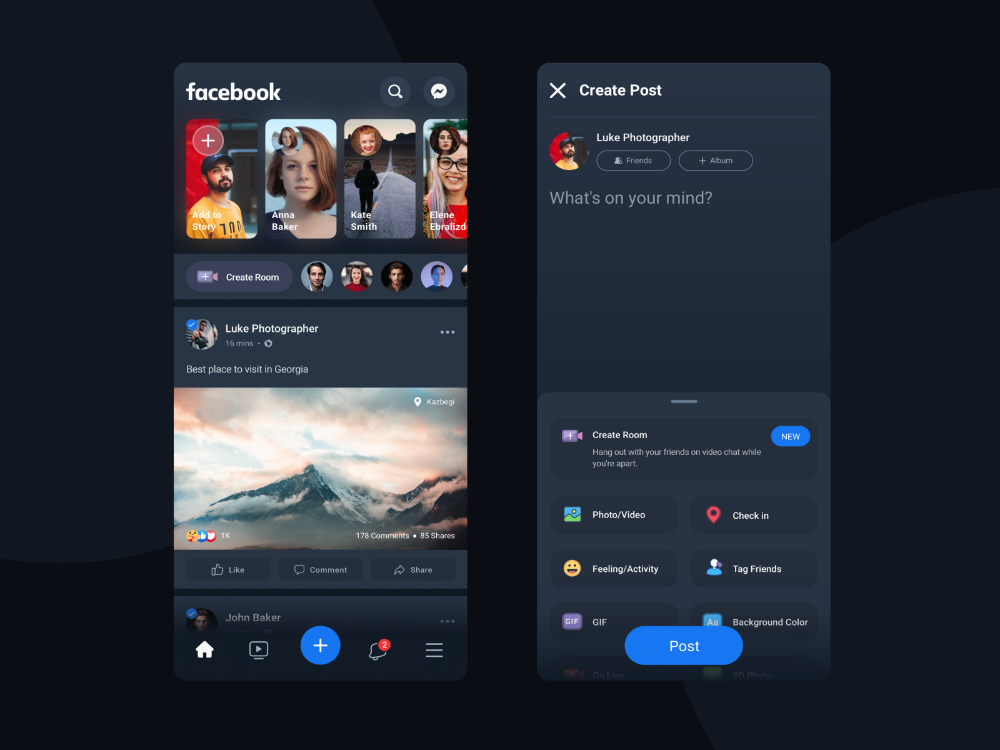 facebook
Add to
Story
Anna
Baker
Kate
Smith
Elene
Ebralizd
Create Room
Luke Photographer
16 mins
Best place to visit in Georgia
Kazbegi
1K
178 Comments • 85 Shares
Like
Comment
Share
John Baker
2
Create Post
Luke Photographer
Friends
+ Album
What's on your mind?
Create Room
NEW
Hang out with your friends on video chat while
you're apart.
Photo/Video
Check in
Feeling/Activity
Tag Friends
GIF
GIF
Aa
Background Color
Post
Go Live
3D Photo